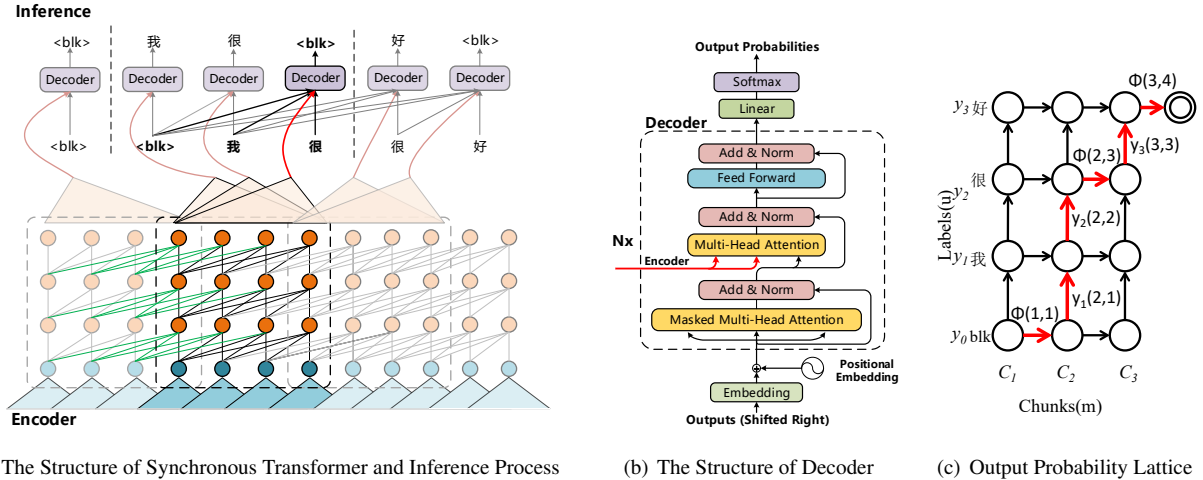 Inference
<blk> 我 很 <blk> 好 <blk>
Decoder Decoder Decoder Decoder Decoder Decoder
<blk> <blk> 我 很 很 好
Encoder
The Structure of Synchronous Transformer and Inference Process
Output Probabilities
Softmax
Linear
Decoder
Add & Norm
Feed Forward
Add & Norm
Nx
Multi-Head Attention
Encoder
Add & Norm
Masked Multi-Head Attention
Positional
Embedding
Embedding
Outputs (Shifted Right)
(b) The Structure of Decoder
Φ(3,4)
y3 好
y3(3,3)
Φ(2,3)
很
y2
y2(2,2)
Labels(u)
y1 我
y1(2,1)
Φ(1,1)
y0 blk
C1 C2 C3
Chunks(m)
(c) Output Probability Lattice